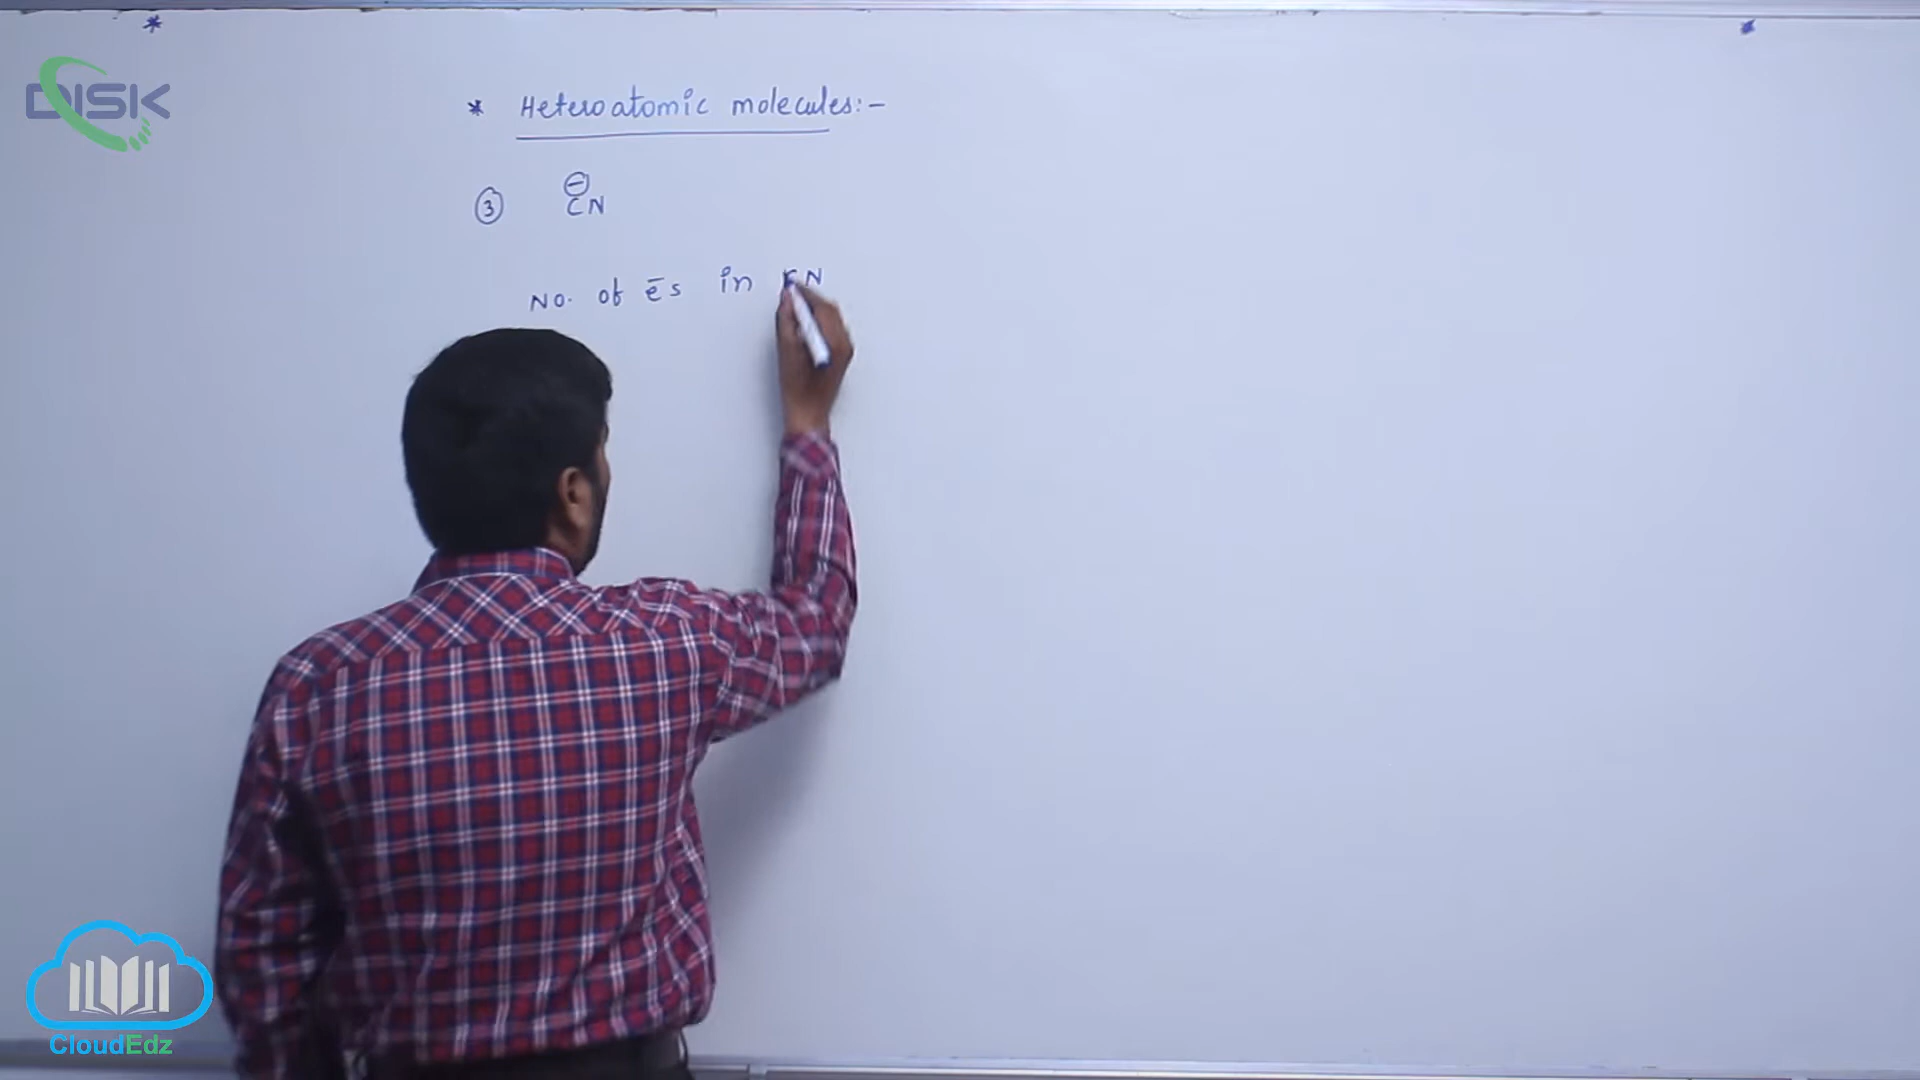 DISK
* Heteroatomic molecules:-
③ ⊖
CN
No. of ēs in CN
CloudEdz